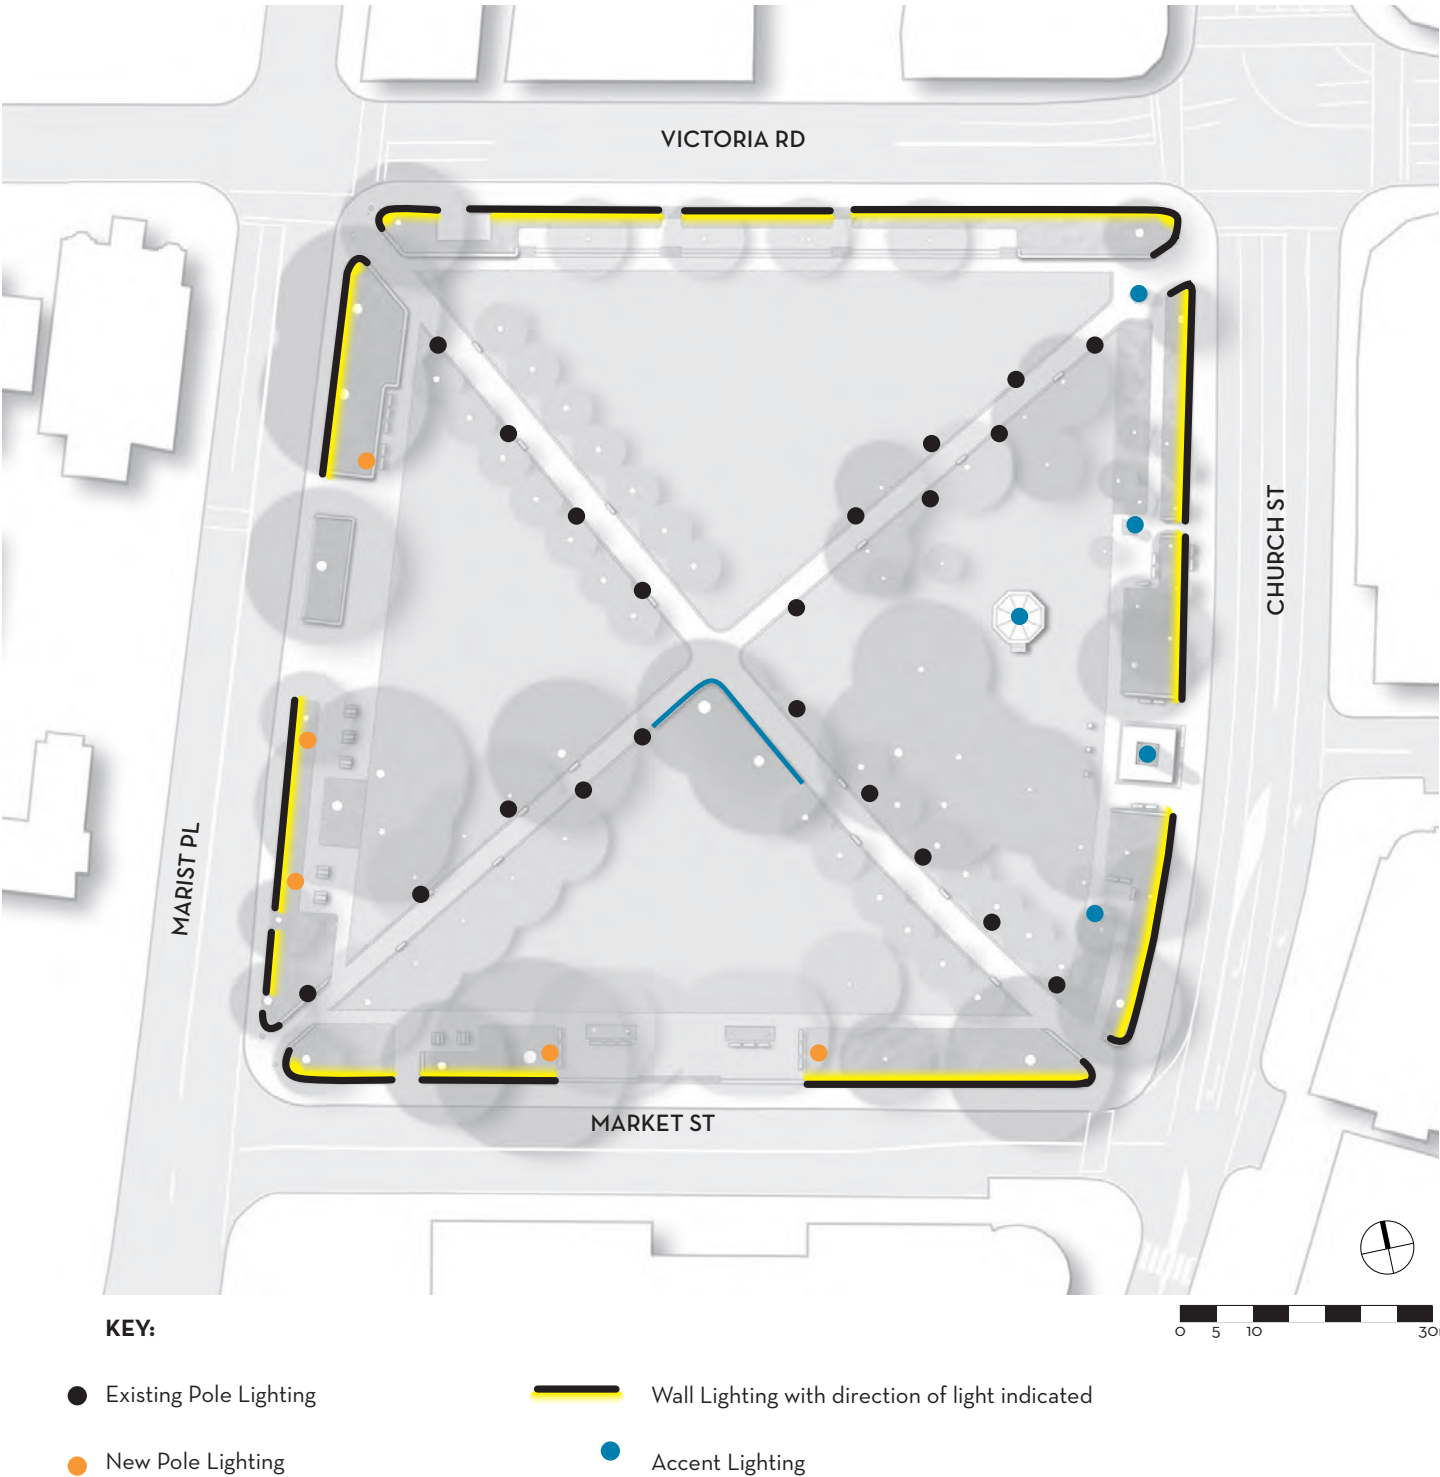 VICTORIA RD
CHURCH ST
MARIST PL
MARKET ST
KEY:
0 5 10 30
Existing Pole Lighting
Wall Lighting with direction of light indicated
New Pole Lighting
Accent Lighting